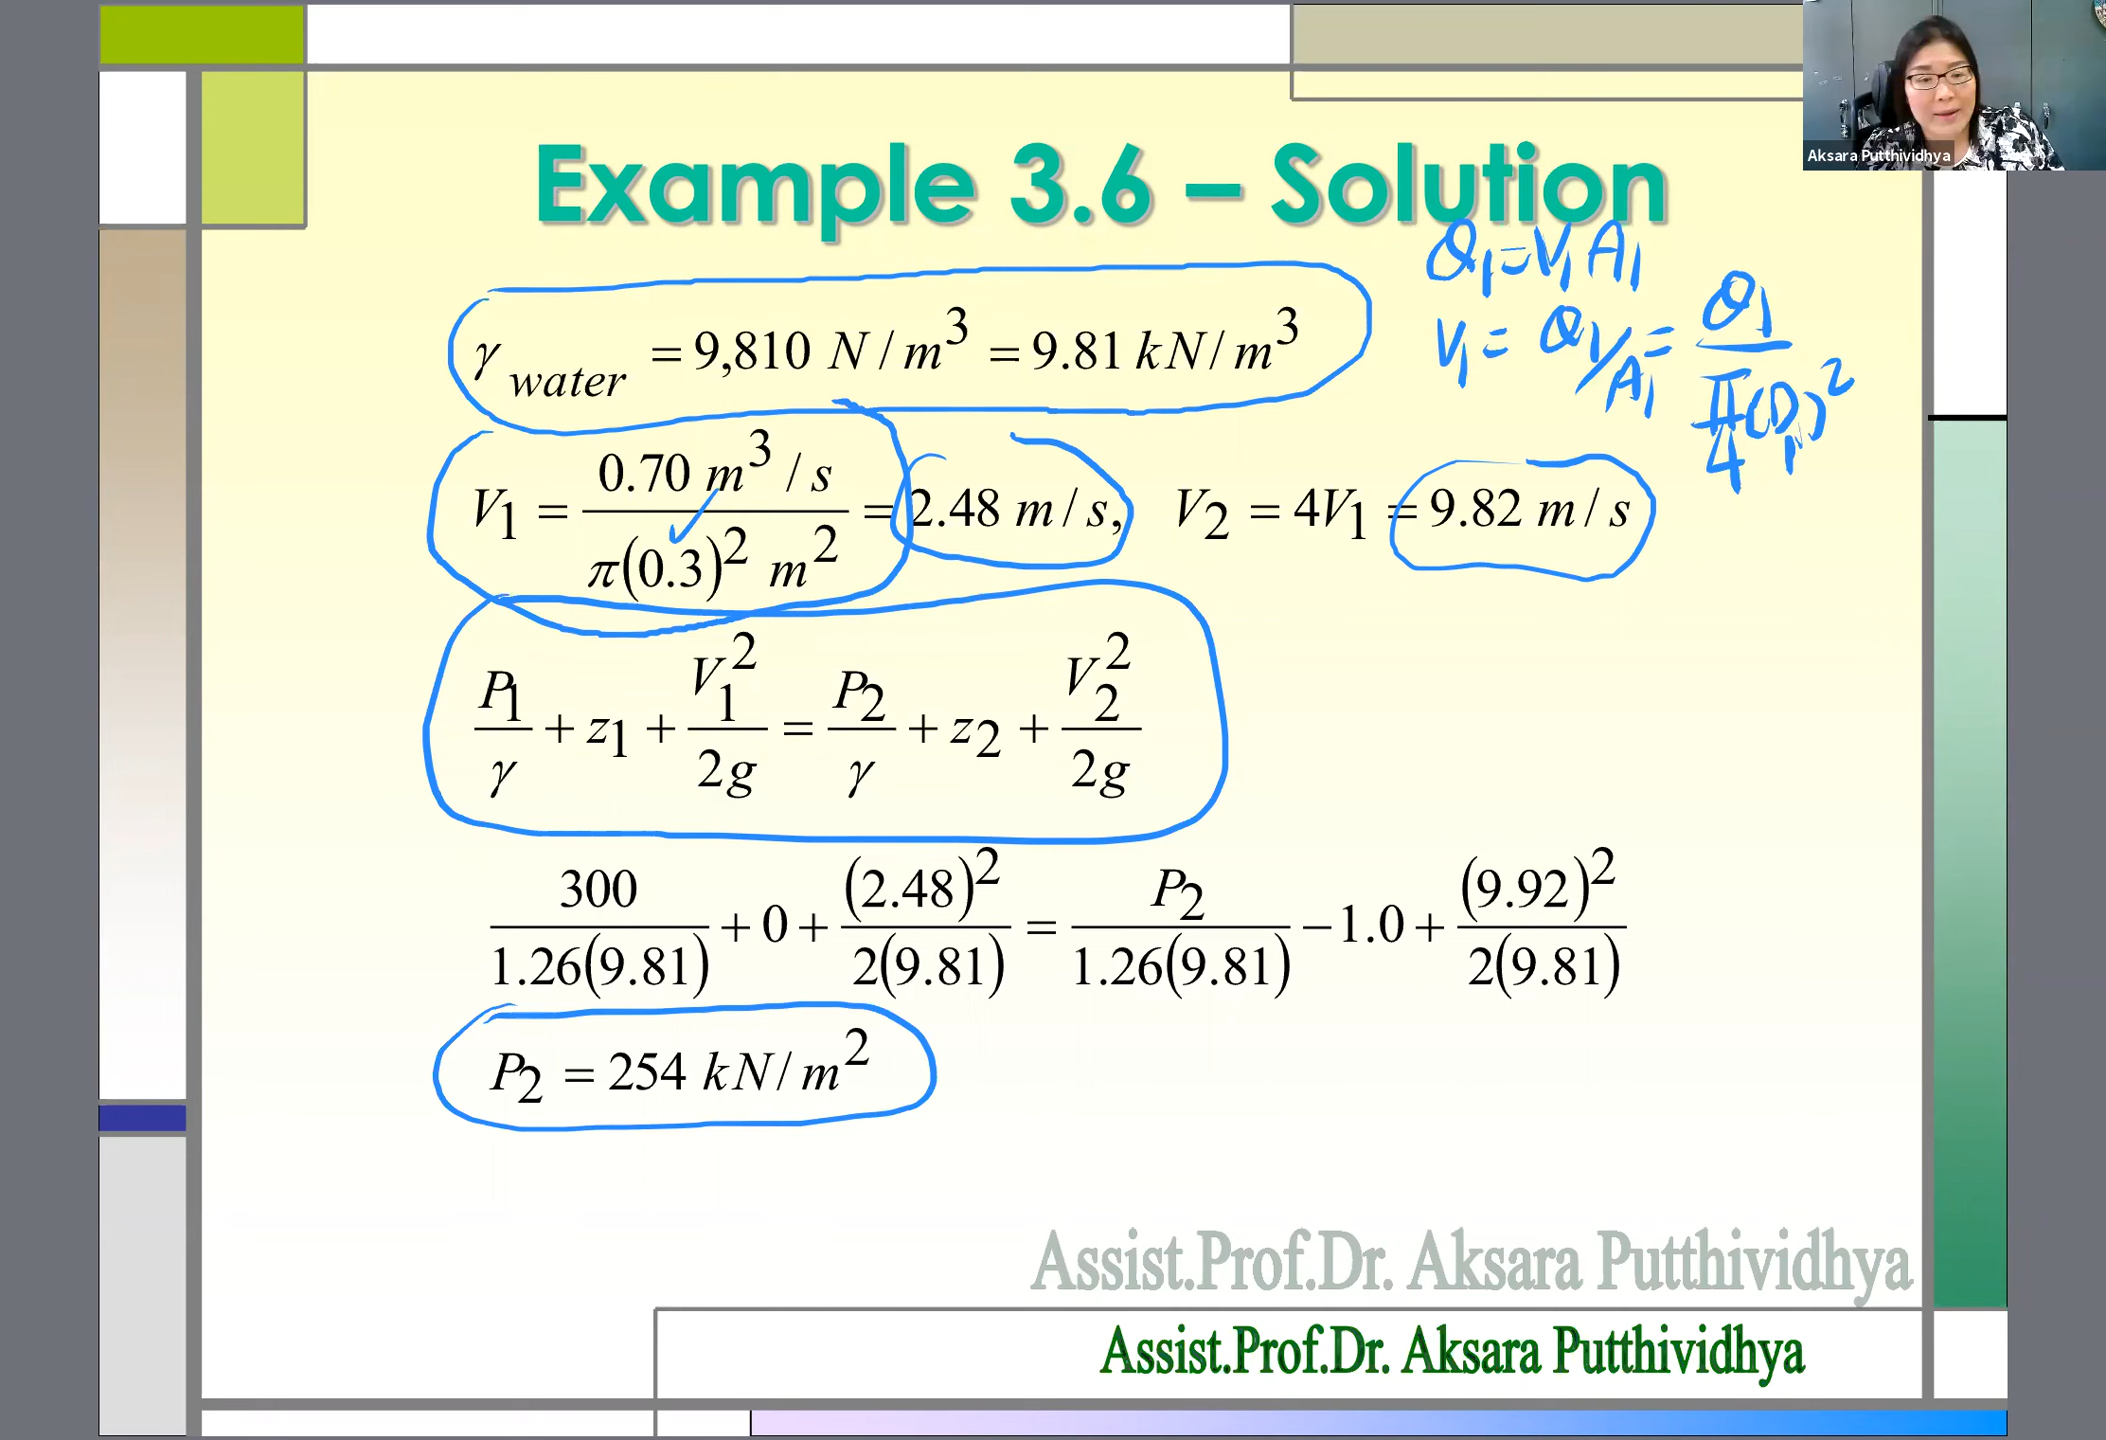 Aksara Putthividhya
Example 3.6 – Solution
Q₁=V₁A₁
V₁ = Q₁/A₁ = Q₁ / π/4 (D₁)²
γ water = 9,810 N/m³ = 9.81 kN/m³
V₁ = 0.70 m³/s / π(0.3)² m² = 2.48 m/s, V₂ = 4V₁ = 9.82 m/s
P₁/γ + z₁ + V₁²/2g = P₂/γ + z₂ + V₂²/2g
300/1.26(9.81) + 0 + (2.48)²/2(9.81) = P₂/1.26(9.81) − 1.0 + (9.92)²/2(9.81)
P₂ = 254 kN/m²
Assist.Prof.Dr. Aksara Putthividhya
Assist.Prof.Dr. Aksara Putthividhya